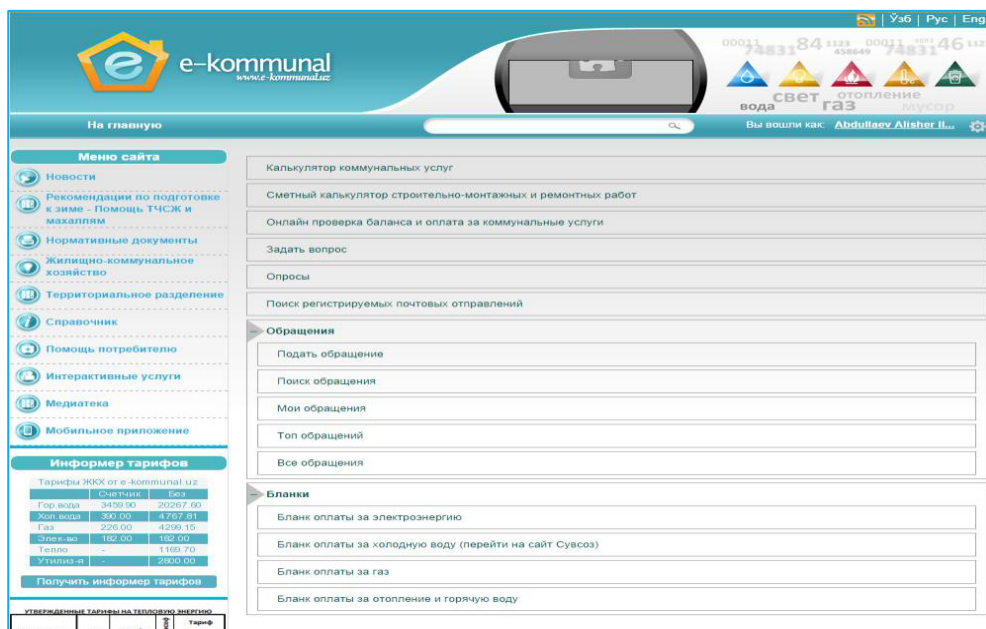 Ўзб | Рус | Eng
e-kommunal
www.e-kommunal.uz
вода
свет
газ
отопление
мусор
На главную
Вы вошли как: Abdullaev Alisher Il...
Меню сайта
Новости
Рекомендации по подготовке
к зиме - Помощь ТЧСЖ и
махаллям
Нормативные документы
Жилищно-коммунальное
хозяйство
Территориальное разделение
Справочник
Помощь потребителю
Интерактивные услуги
Медиатека
Мобильное приложение
Информер тарифов
Тарифы ЖКХ от e-kommunal.uz
Счетчик Без
Гор.вода 3459.90 20267.60
Хол.вода 390.00 4767.81
Газ 226.00 4299.15
Элек-во 182.00 182.00
Тепло - 1169.70
Утилиз-я - 2800.00
Получить информер тарифов
УТВЕРЖДЕННЫЕ ТАРИФЫ НА ТЕПЛОВУЮ ЭНЕРГИЮ
Тариф
Калькулятор коммунальных услуг
Сметный калькулятор строительно-монтажных и ремонтных работ
Онлайн проверка баланса и оплата за коммунальные услуги
Задать вопрос
Опросы
Поиск регистрируемых почтовых отправлений
Обращения
Подать обращение
Поиск обращения
Мои обращения
Топ обращений
Все обращения
Бланки
Бланк оплаты за электроэнергию
Бланк оплаты за холодную воду (перейти на сайт Сувсоз)
Бланк оплаты за газ
Бланк оплаты за отопление и горячую воду